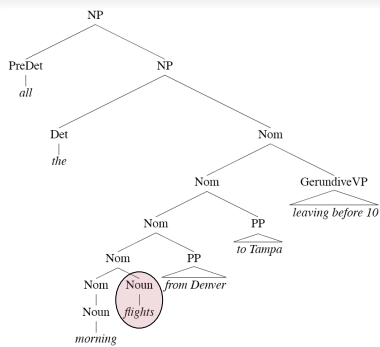 NP
PreDet NP
all
Det Nom
the
Nom GerundiveVP
leaving before 10
Nom PP
to Tampa
Nom PP
Nom Noun from Denver
Noun flights
morning